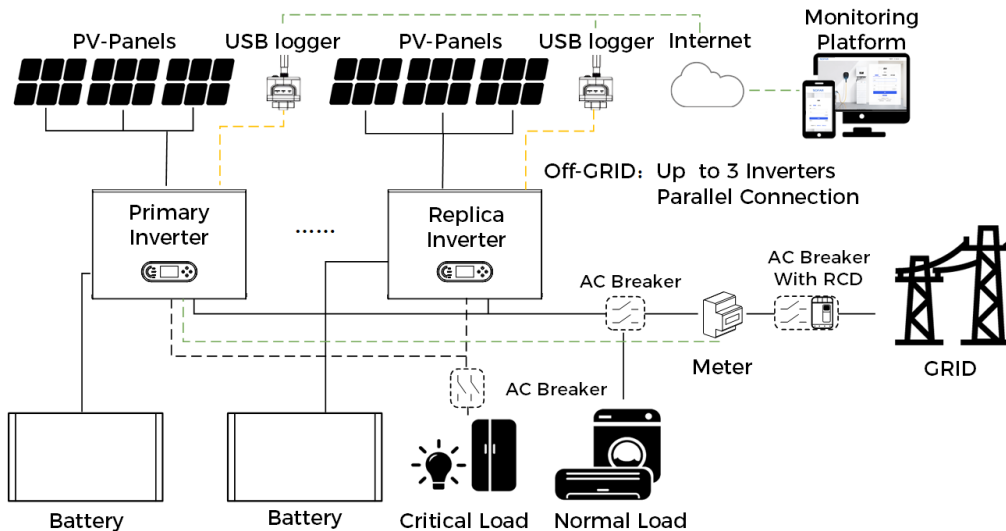 PV-Panels
USB logger
PV-Panels
USB logger
Internet
Monitoring
Platform
Off-GRID: Up to 3 Inverters
Parallel Connection
Primary
Inverter
......
Replica
Inverter
AC Breaker
AC Breaker
With RCD
Meter
GRID
AC Breaker
Battery
Battery
Critical Load
Normal Load